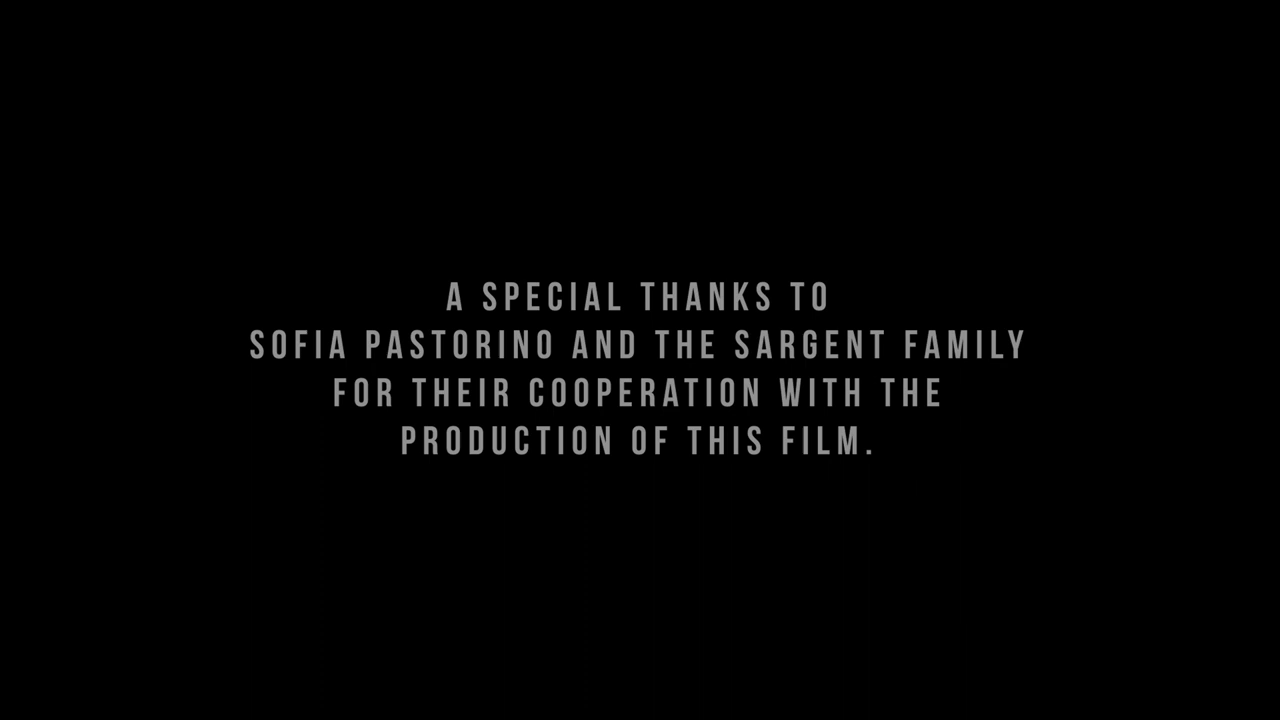 A SPECIAL THANKS TO
SOFIA PASTORINO AND THE SARGENT FAMILY
FOR THEIR COOPERATION WITH THE
PRODUCTION OF THIS FILM.